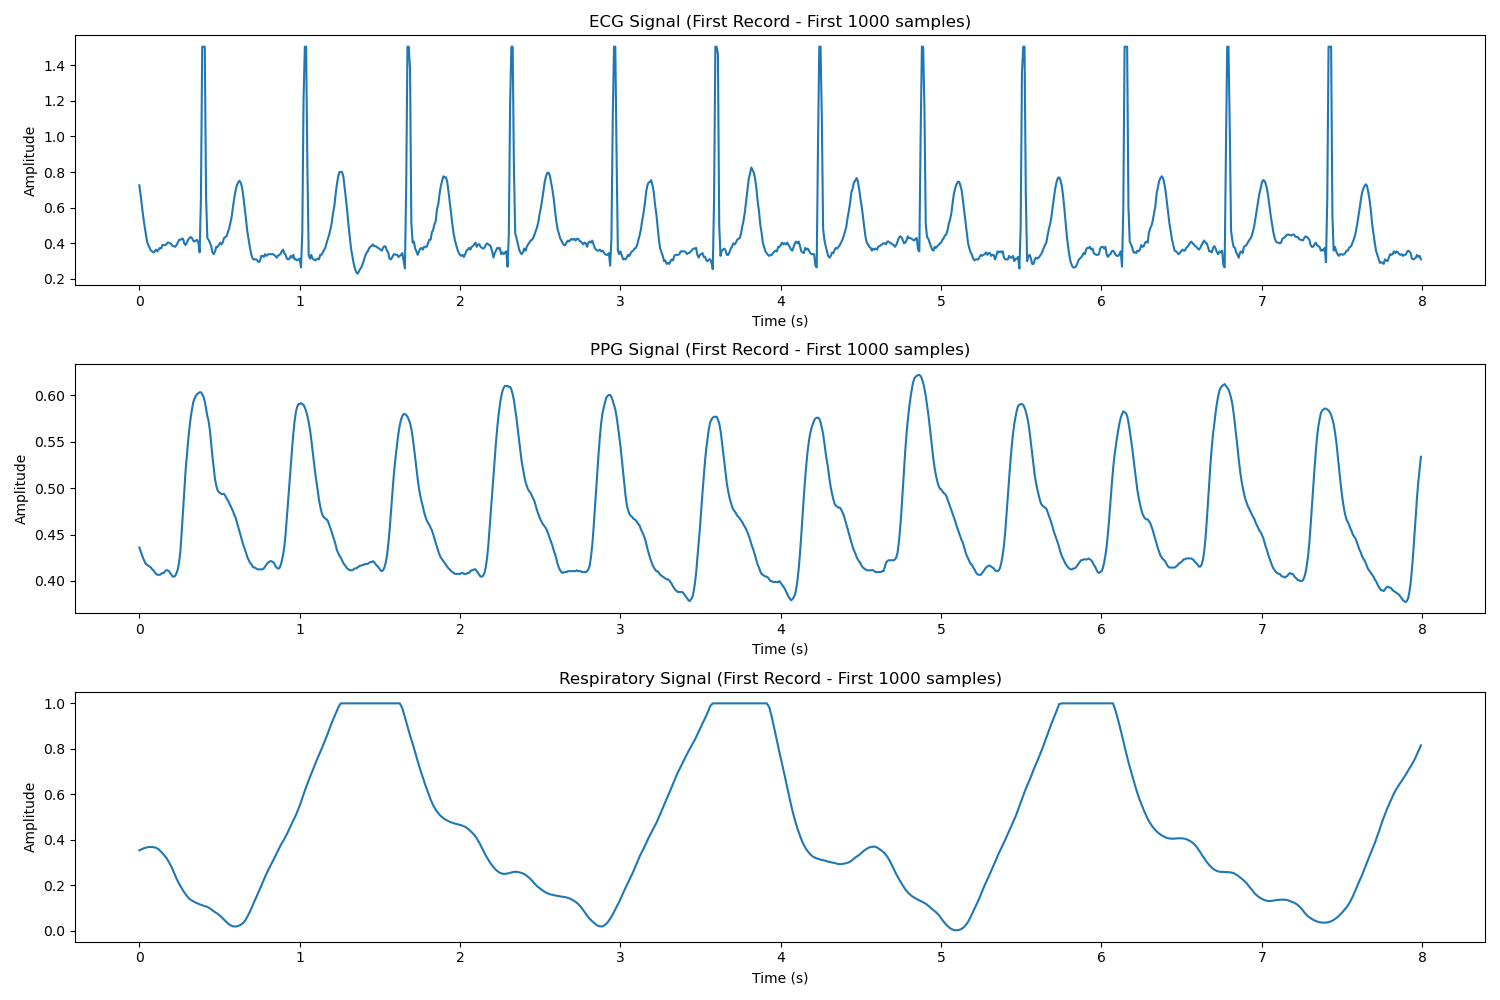 ECG Signal (First Record - First 1000 samples)
Amplitude
1.4
1.2
1.0
0.8
0.6
0.4
0.2
0 1 2 3 4 5 6 7 8
Time (s)
PPG Signal (First Record - First 1000 samples)
Amplitude
0.60
0.55
0.50
0.45
0.40
0 1 2 3 4 5 6 7 8
Time (s)
Respiratory Signal (First Record - First 1000 samples)
Amplitude
1.0
0.8
0.6
0.4
0.2
0.0
0 1 2 3 4 5 6 7 8
Time (s)